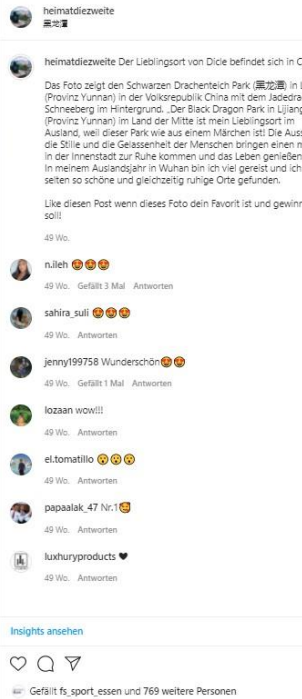 heimatdiezweite
黑龙潭
heimatdiezweite Der Lieblingsort von Dicle befindet sich in C
Das Foto zeigt den Schwarzen Drachenteich Park (黑龙潭) in L
(Provinz Yunnan) in der Volksrepublik China mit dem Jadedra
Schneeberg im Hintergrund. „Der Black Dragon Park in Lijiang
(Provinz Yunnan) im Land der Mitte ist mein Lieblingsort im
Ausland, weil dieser Park wie aus einem Märchen ist! Die Auss
die Stille und die Gelassenheit der Menschen bringen einen m
in der Innenstadt zur Ruhe kommen und das Leben genießen
In meinem Auslandsjahr in Wuhan bin ich viel gereist und ich
selten so schöne und gleichzeitig ruhige Orte gefunden.
Like diesen Post wenn dieses Foto dein Favorit ist und gewinn
soll!
49 Wo.
n.ileh 🥰🥰🥰
49 Wo. Gefällt 3 Mal Antworten
sahira_suli 😍😍😍
49 Wo. Antworten
jenny199758 Wunderschön😍😍
49 Wo. Gefällt 1 Mal Antworten
lozaan wow!!!
49 Wo. Antworten
el.tomatillo 😮😮😮
49 Wo. Antworten
papaalak_47 Nr.1🥰
49 Wo. Antworten
luxhuryproducts 🖤
49 Wo. Antworten
Insights ansehen
Gefällt fs_sport_essen und 769 weitere Personen